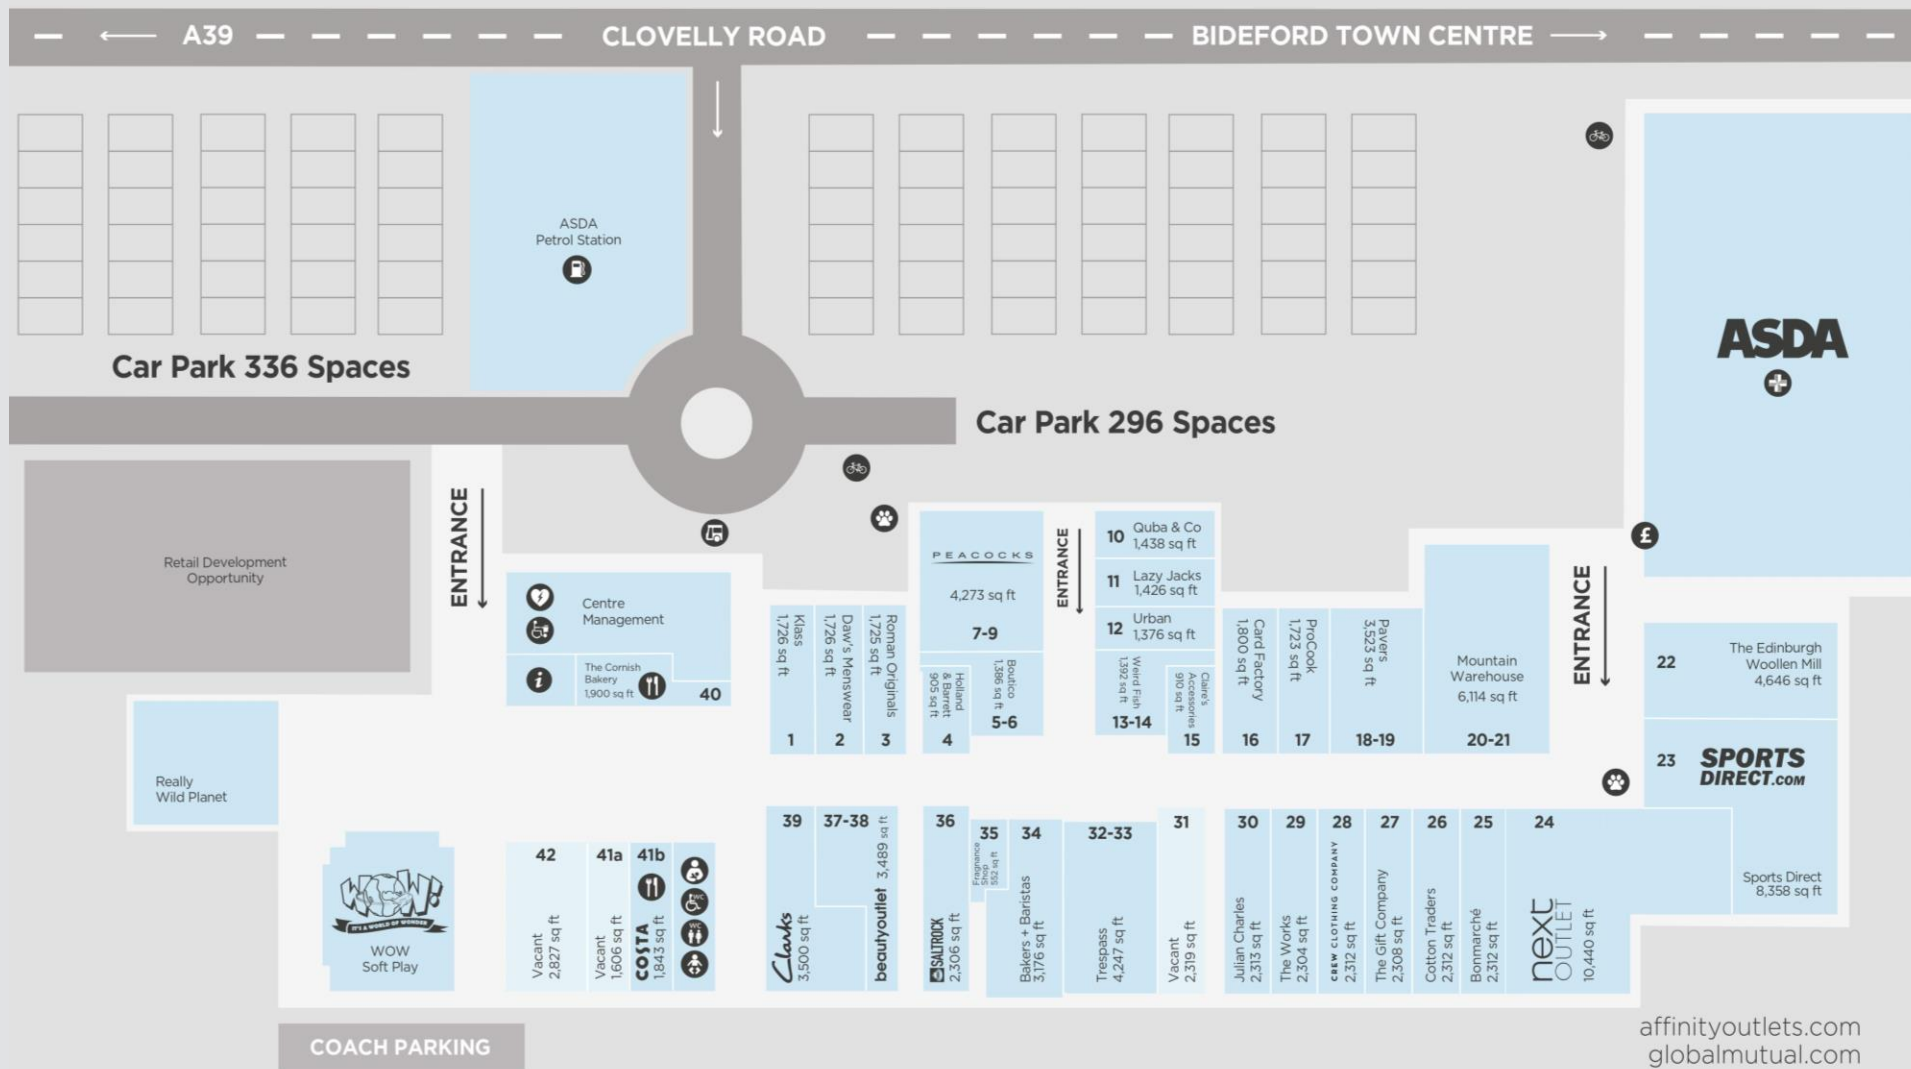 A39
CLOVELLY ROAD
BIDEFORD TOWN CENTRE
ASDA
Petrol Station
Car Park 336 Spaces
Car Park 296 Spaces
ASDA
£
Retail Development
Opportunity
ENTRANCE
ENTRANCE
ENTRANCE
Centre
Management
i
The Cornish
Bakery
1,900 sq ft
40
Klass
1,726 sq ft
1
Daw's Menswear
1,726 sq ft
2
Roman Originals
1,725 sq ft
3
PEACOCKS
4,273 sq ft
7-9
Holland
& Barrett
905 sq ft
4
Boutico
1,386 sq ft
5-6
10
Quba & Co
1,438 sq ft
11
Lazy Jacks
1,426 sq ft
12
Urban
1,376 sq ft
Weird Fish
1,392 sq ft
13-14
Claire's
Accessories
910 sq ft
15
Card Factory
1,800 sq ft
16
ProCook
1,723 sq ft
17
Pavers
3,523 sq ft
18-19
Mountain
Warehouse
6,114 sq ft
20-21
22
The Edinburgh
Woollen Mill
4,646 sq ft
23
SPORTS
DIRECT.COM
Sports Direct
8,358 sq ft
Really
Wild Planet
WOW!
IT'S A WORLD OF WONDER
WOW
Soft Play
42
Vacant
2,827 sq ft
41a
Vacant
1,606 sq ft
41b
COSTA
1,843 sq ft
WC
WC
39
Clarks
3,500 sq ft
37-38
beautyoutlet 3,489 sq ft
36
SALTROCK
2,306 sq ft
35
Fragnance
Shop
552 sq ft
34
Bakers + Baristas
3,176 sq ft
32-33
Trespass
4,247 sq ft
31
Vacant
2,319 sq ft
30
Julian Charles
2,313 sq ft
29
The Works
2,304 sq ft
28
CREW CLOTHING COMPANY
2,312 sq ft
27
The Gift Company
2,308 sq ft
26
Cotton Traders
2,312 sq ft
25
Bonmarché
2,312 sq ft
24
next
OUTLET
10,440 sq ft
COACH PARKING
affinityoutlets.com
globalmutual.com